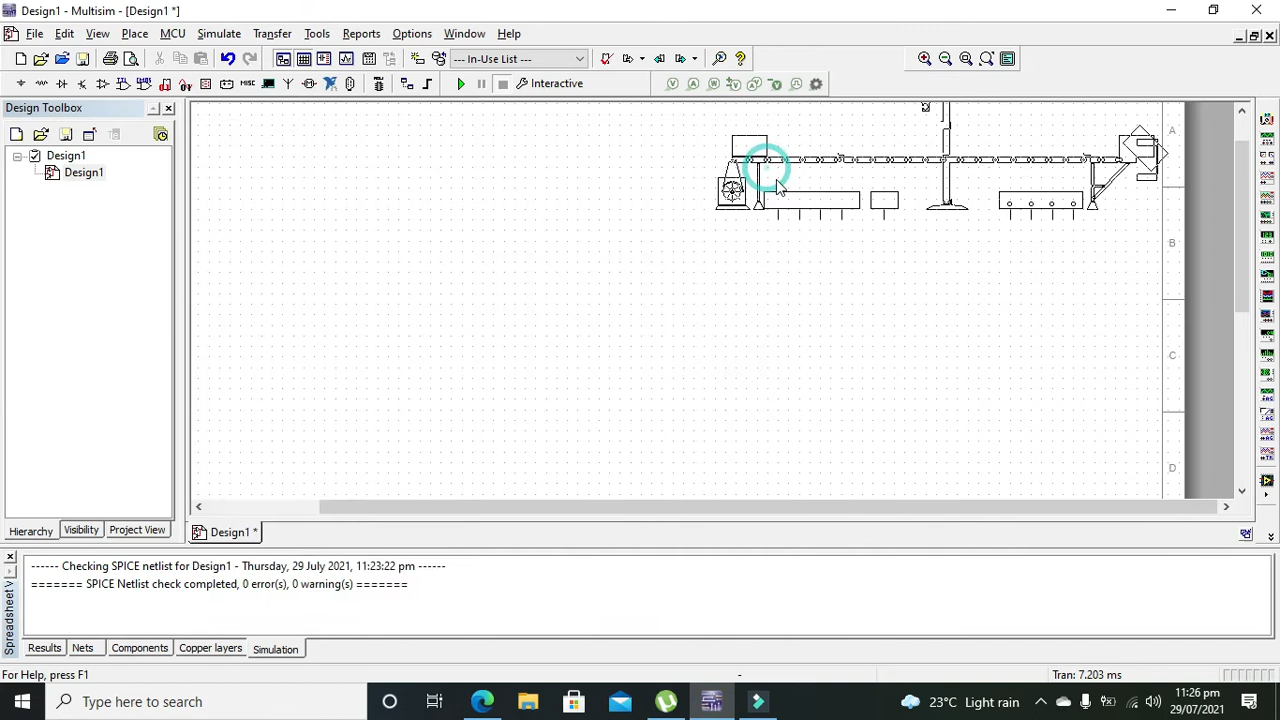 Design1 - Multisim - [Design1 *]
File Edit View Place MCU Simulate Transfer Tools Reports Options Window Help
--- In-Use List ---
MISC
Interactive
Design Toolbox
Design1
Design1
A
B
C
D
Hierarchy Visibility Project View
Design1 *
Spreadsheet V
------ Checking SPICE netlist for Design1 - Thursday, 29 July 2021, 11:23:22 pm ------
======= SPICE Netlist check completed, 0 error(s), 0 warning(s) =======
Results Nets Components Copper layers Simulation
For Help, press F1
-
Tran: 7.203 ms
Type here to search
23°C Light rain
11:26 pm
29/07/2021